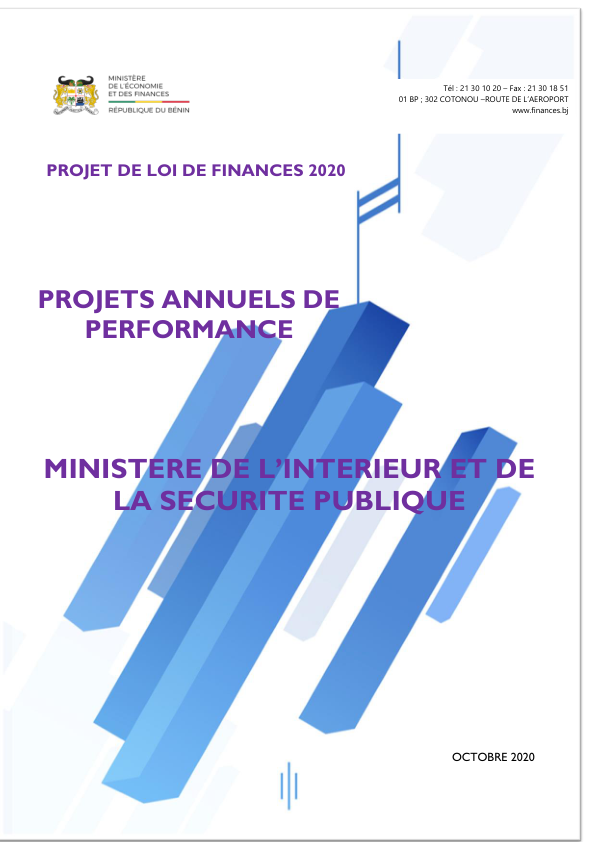 MINISTÈRE
DE L'ÉCONOMIE
ET DES FINANCES
RÉPUBLIQUE DU BÉNIN
Tél : 21 30 10 20 – Fax : 21 30 18 51
01 BP ; 302 COTONOU –ROUTE DE L'AEROPORT
www.finances.bj
PROJET DE LOI DE FINANCES 2020
PROJETS ANNUELS DE
PERFORMANCE
MINISTERE DE L'INTERIEUR ET DE
LA SECURITE PUBLIQUE
OCTOBRE 2020